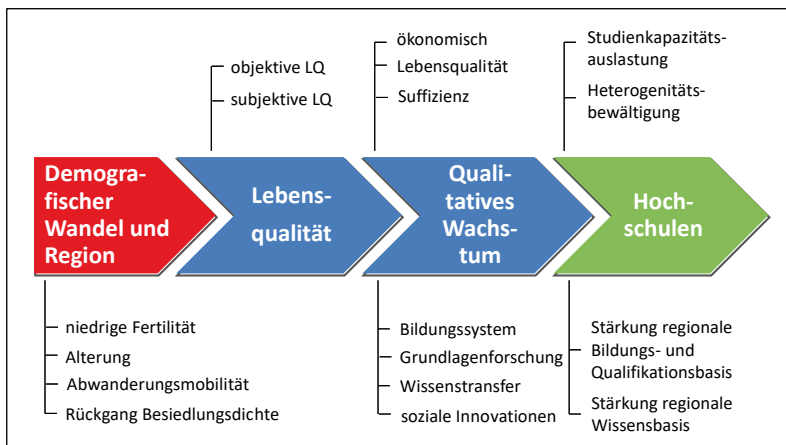 objektive LQ
subjektive LQ
ökonomisch
Lebensqualität
Suffizienz
Studienkapazitäts-
auslastung
Heterogenitäts-
bewältigung
Demogra-
fischer
Wandel und
Region
Lebens-
qualität
Quali-
tatives
Wachs-
tum
Hoch-
schulen
niedrige Fertilität
Alterung
Abwanderungsmobilität
Rückgang Besiedlungsdichte
Bildungssystem
Grundlagenforschung
Wissenstransfer
soziale Innovationen
Stärkung regionale
Bildungs- und
Qualifikationsbasis
Stärkung regionale
Wissensbasis